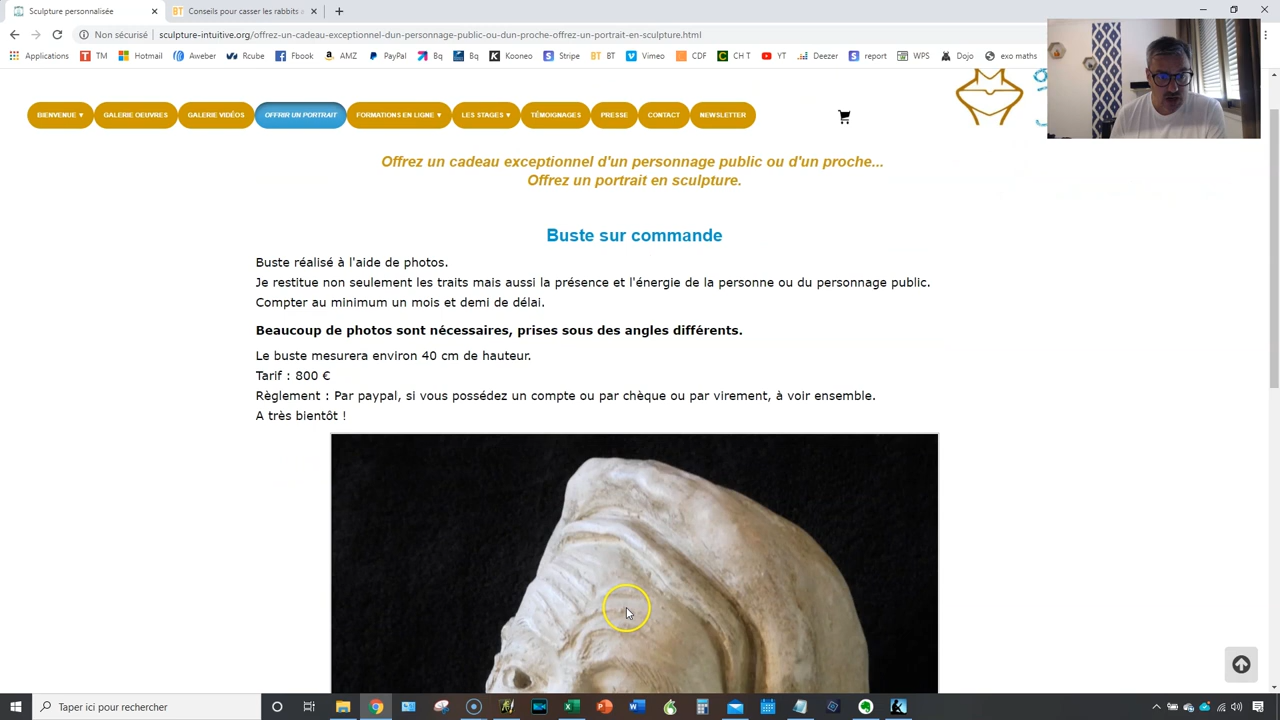 Sculpture personnalisée
Conseils pour casser les rabbits a
Non sécurisé | sculpture-intuitive.org/offrez-un-cadeau-exceptionnel-dun-personnage-public-ou-dun-proche-offrez-un-portrait-en-sculpture.html
Applications TM Hotmail Aweber Rcube Fbook AMZ. PayPal Bq Bq Kooneo Stripe BT Vimeo CDF CH T YT Deezer report WPS Dojo exo maths
BIENVENUE ▼ GALERIE OEUVRES GALERIE VIDÉOS OFFRIR UN PORTRAIT FORMATIONS EN LIGNE ▼ LES STAGES ▼ TÉMOIGNAGES PRESSE CONTACT NEWSLETTER
Offrez un cadeau exceptionnel d'un personnage public ou d'un proche...
Offrez un portrait en sculpture.
Buste sur commande
Buste réalisé à l'aide de photos.
Je restitue non seulement les traits mais aussi la présence et l'énergie de la personne ou du personnage public.
Compter au minimum un mois et demi de délai.
Beaucoup de photos sont nécessaires, prises sous des angles différents.
Le buste mesurera environ 40 cm de hauteur.
Tarif : 800 €
Règlement : Par paypal, si vous possédez un compte ou par chèque ou par virement, à voir ensemble.
A très bientôt !
Taper ici pour rechercher